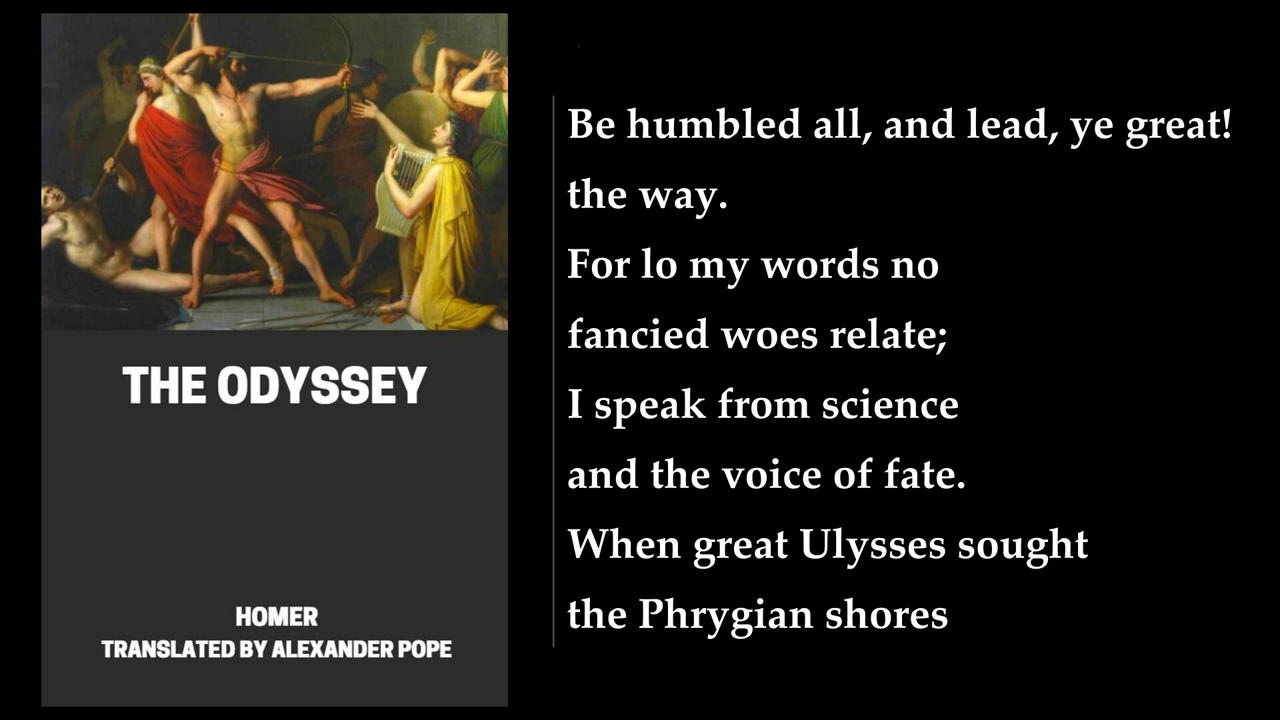 THE ODYSSEY
HOMER
TRANSLATED BY ALEXANDER POPE
Be humbled all, and lead, ye great!
the way.
For lo my words no
fancied woes relate;
I speak from science
and the voice of fate.
When great Ulysses sought
the Phrygian shores